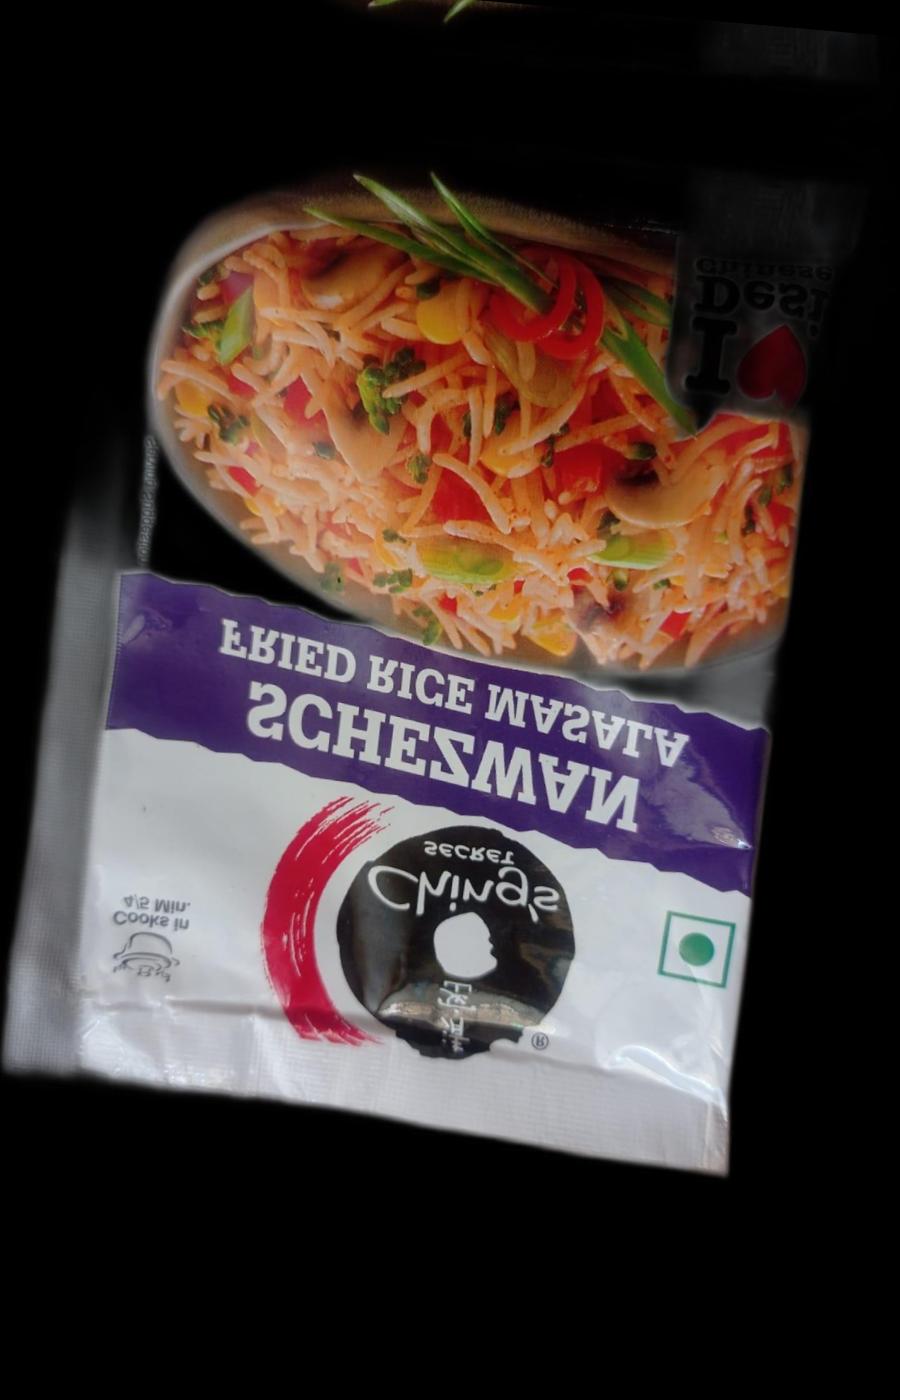 Ching's
SECRET
®
Cooks in
4/5 Min.
SCHEZWAN
FRIED RICE MASALA
I
Desi
Chinese